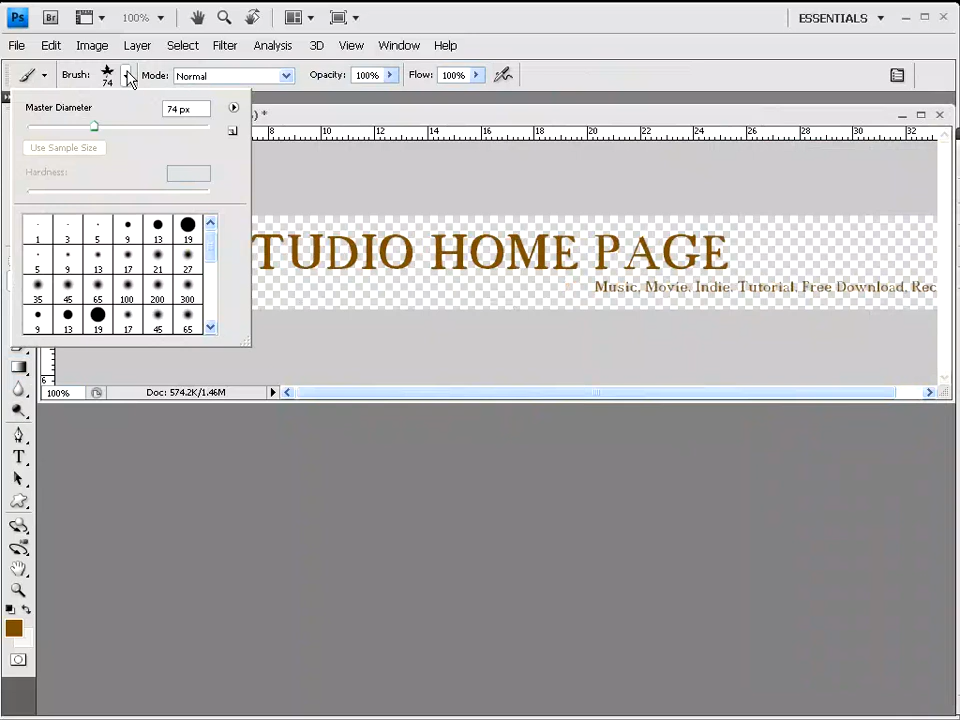 Ps Br 100% ESSENTIALS
File Edit Image Layer Select Filter Analysis 3D View Window Help
Brush: 74 Mode: Normal Opacity: 100% Flow: 100%
Master Diameter 74 px
) *
Use Sample Size
8 10 12 14 16 18 20 22 24 26 28 30 32
Hardness:
1 3 5 9 13 19
5 9 13 17 21 27
35 45 65 100 200 300
9 13 19 17 45 65
TUDIO HOME PAGE
Music, Movie, Indie, Tutorial, Free Download, Rec
6
100% Doc: 574.2K/1.46M
T